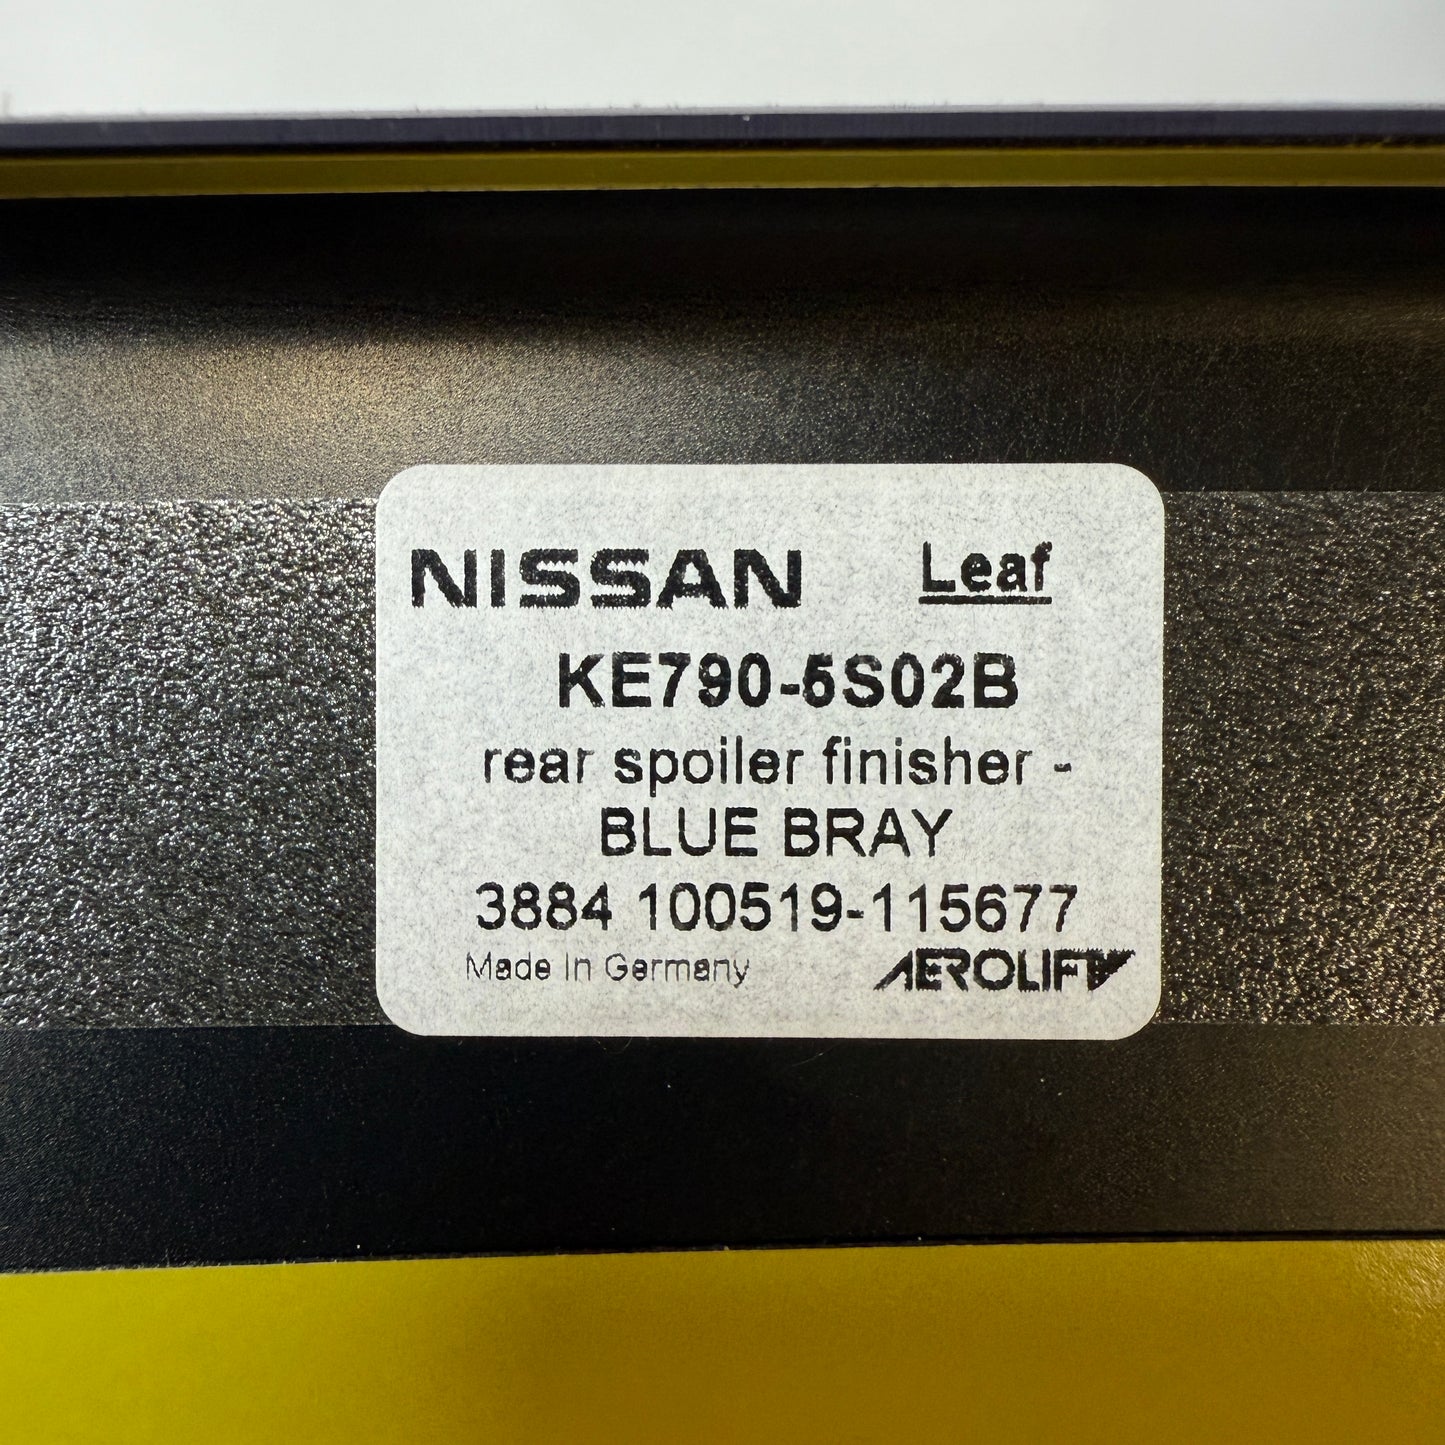 NISSAN Leaf
KE790-5S02B
rear spoiler finisher -
BLUE BRAY
3884 100519-115677
Made In Germany AEROLIFT